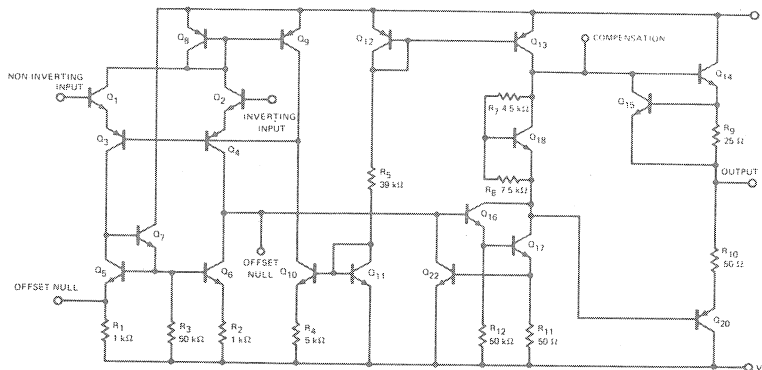 Q8
Q9
Q12
Q13
COMPENSATION
Q14
NON INVERTING
INPUT
Q1
Q2
INVERTING
INPUT
Q15
R7 4.5 kΩ
Q18
R9
25 Ω
Q3
Q4
R5
39 kΩ
R8 7.5 kΩ
OUTPUT
Q7
Q16
Q17
R10
50 Ω
Q5
Q6
OFFSET
NULL
Q10
Q11
Q22
OFFSET NULL
R1
1 kΩ
R3
50 kΩ
R2
1 kΩ
R4
5 kΩ
R12
50 kΩ
R11
50 Ω
Q20
V